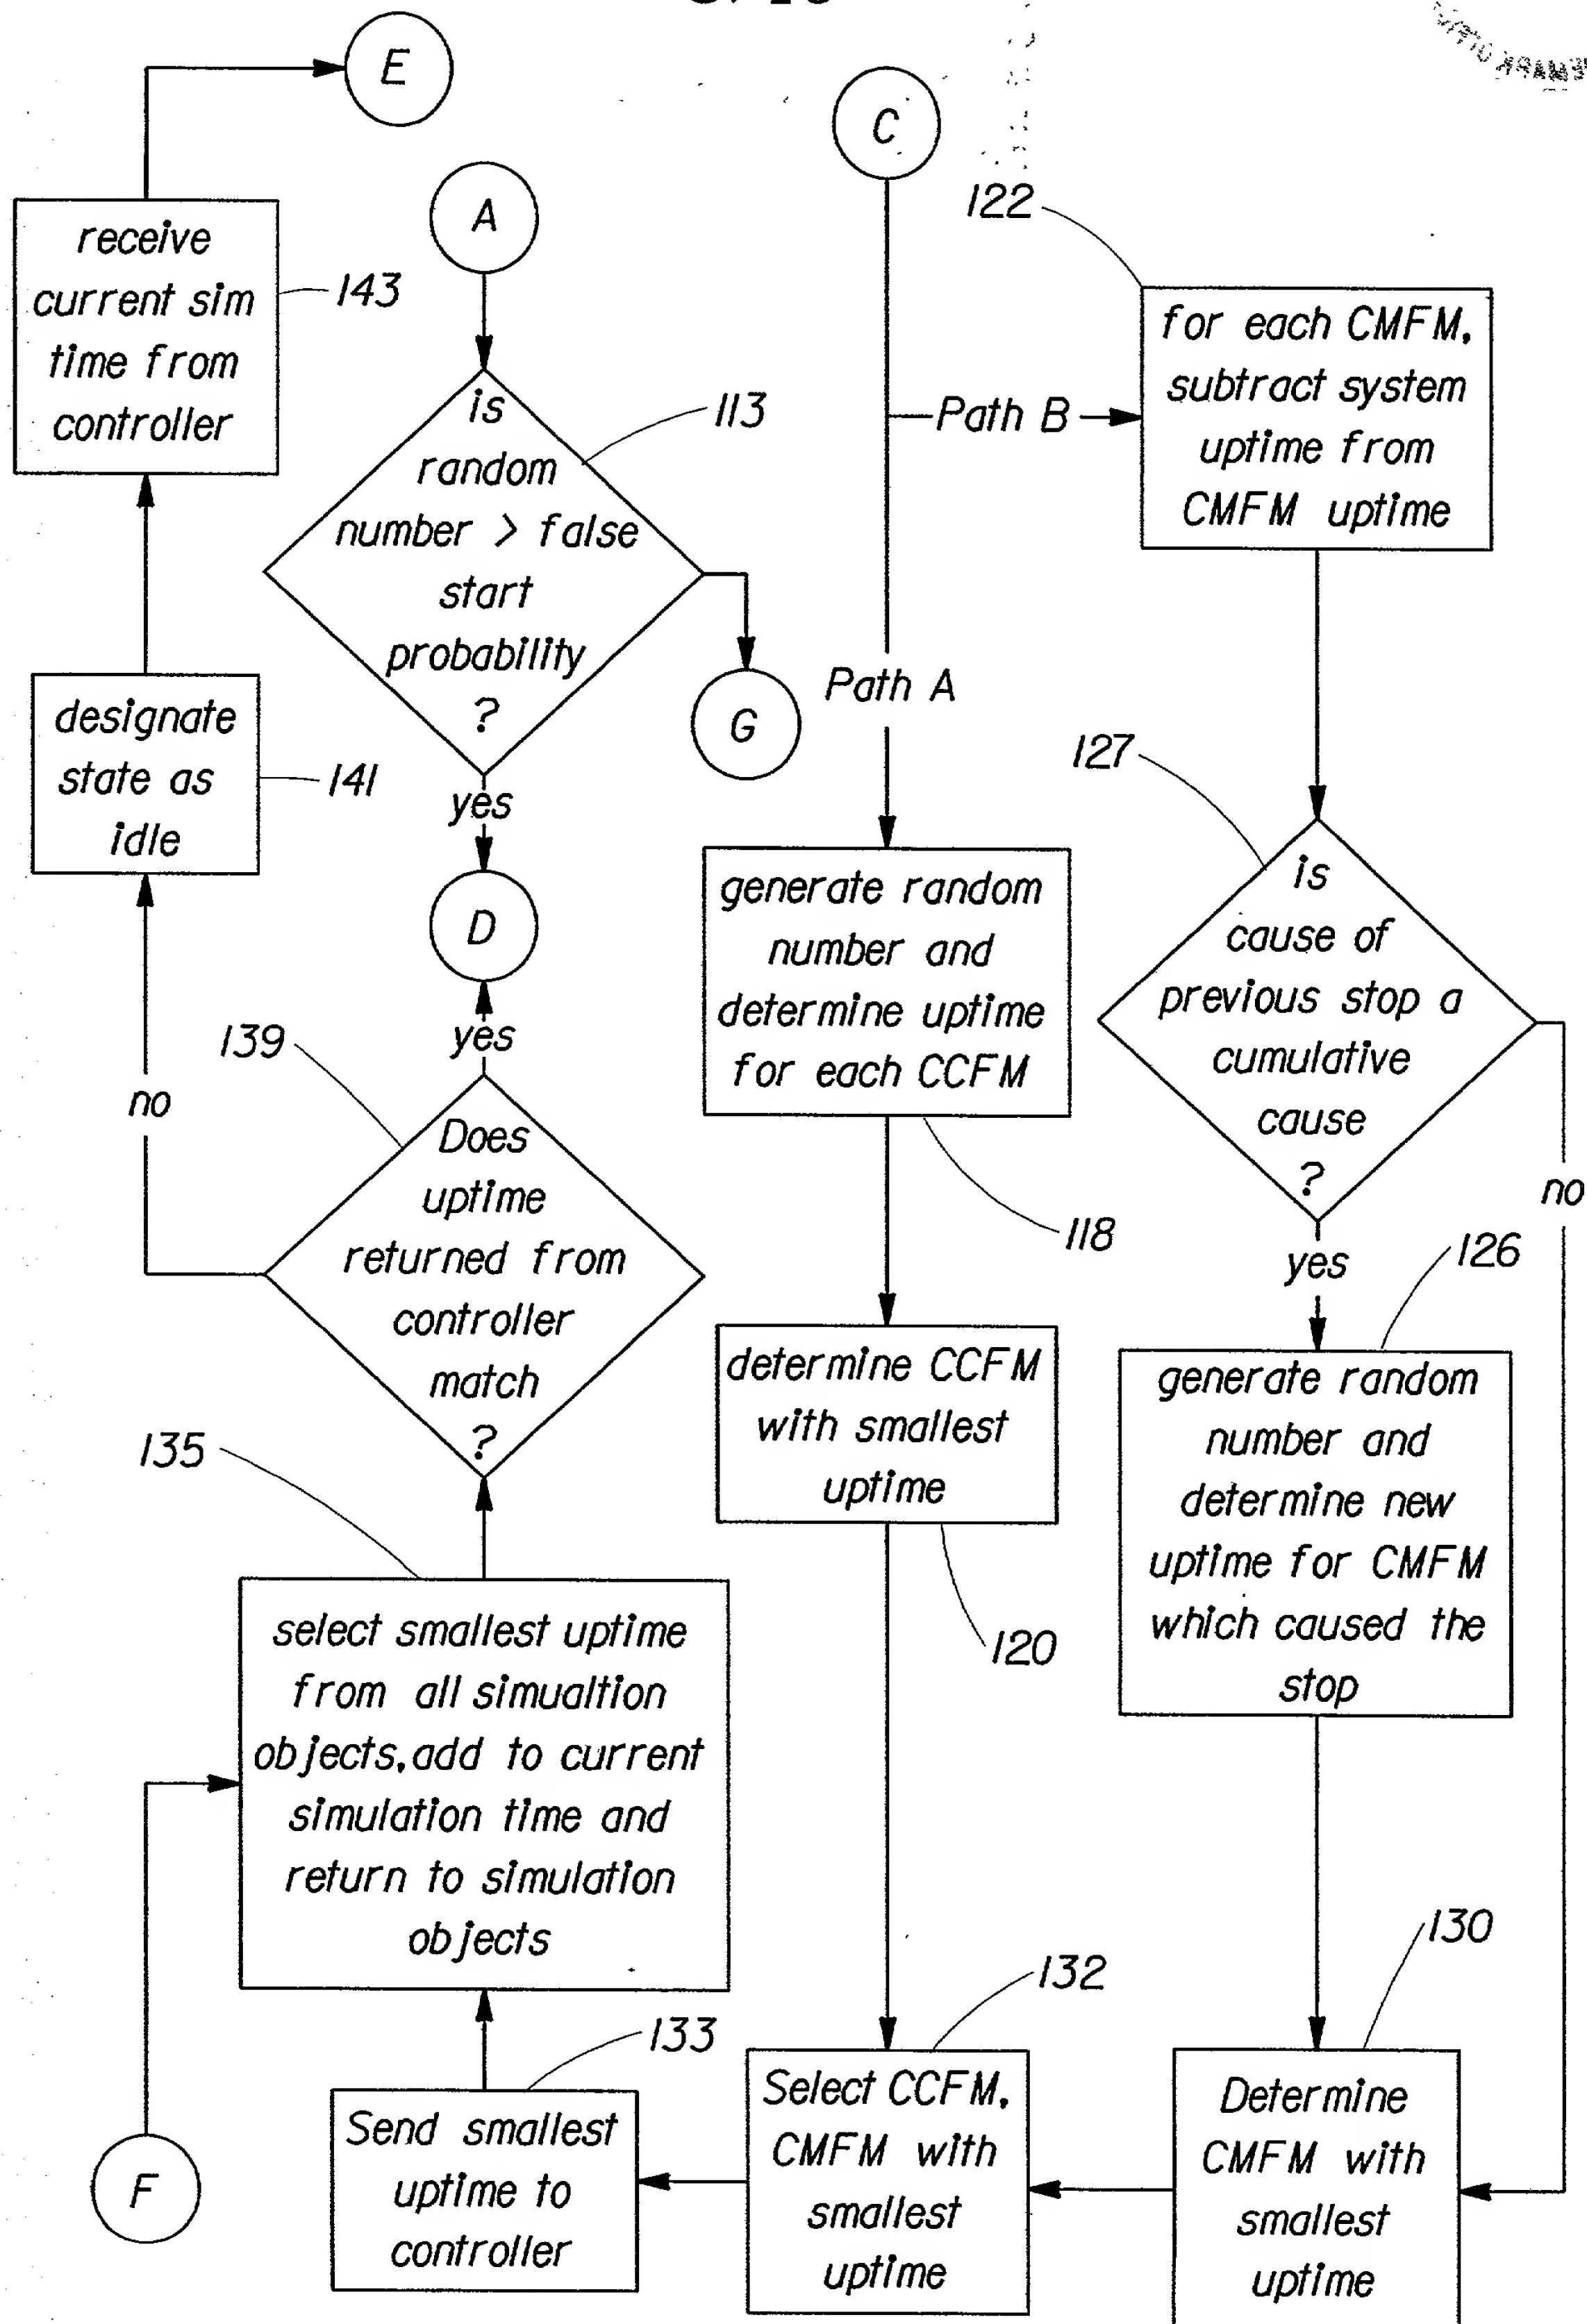 E
C
A
122
receive
current sim
time from
controller
143
for each CMFM,
subtract system
uptime from
CMFM uptime
is
random
number > false
start
probability
?
113
Path B
Path A
G
yes
D
designate
state as
idle
141
127
is
cause of
previous stop a
cumulative
cause
?
no
yes
generate random
number and
determine uptime
for each CCFM
118
139
yes
no
Does
uptime
returned from
controller
match
?
126
generate random
number and
determine new
uptime for CMFM
which caused the
stop
determine CCFM
with smallest
uptime
120
135
select smallest uptime
from all simualtion
objects, add to current
simulation time and
return to simulation
objects
130
132
133
Send smallest
uptime to
controller
Select CCFM,
CMFM with
smallest
uptime
Determine
CMFM with
smallest
uptime
F